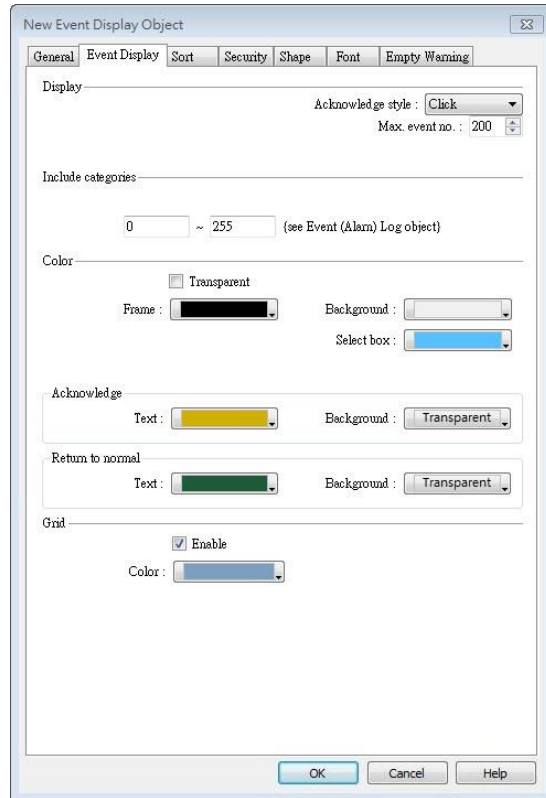 New Event Display Object
General Event Display Sort Security Shape Font Empty Warning
Display
Acknowledge style : Click
Max. event no. : 200
Include categories
0 ~ 255 {see Event (Alarm) Log object}
Color
Transparent
Frame : Background :
Select box :
Acknowledge
Text : Background : Transparent
Return to normal
Text : Background : Transparent
Grid
Enable
Color :
OK Cancel Help